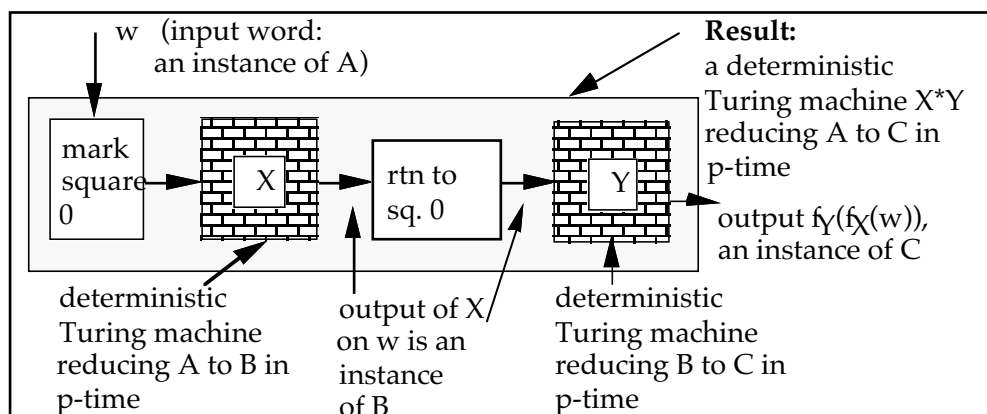 w (input word:
an instance of A)
Result:
a deterministic
Turing machine X*Y
reducing A to C in
p-time
mark
square
0
X
rtn to
sq. 0
Y
output fY(fX(w)),
an instance of C
deterministic
Turing machine
reducing A to B in
p-time
output of X
on w is an
instance
of B
deterministic
Turing machine
reducing B to C in
p-time